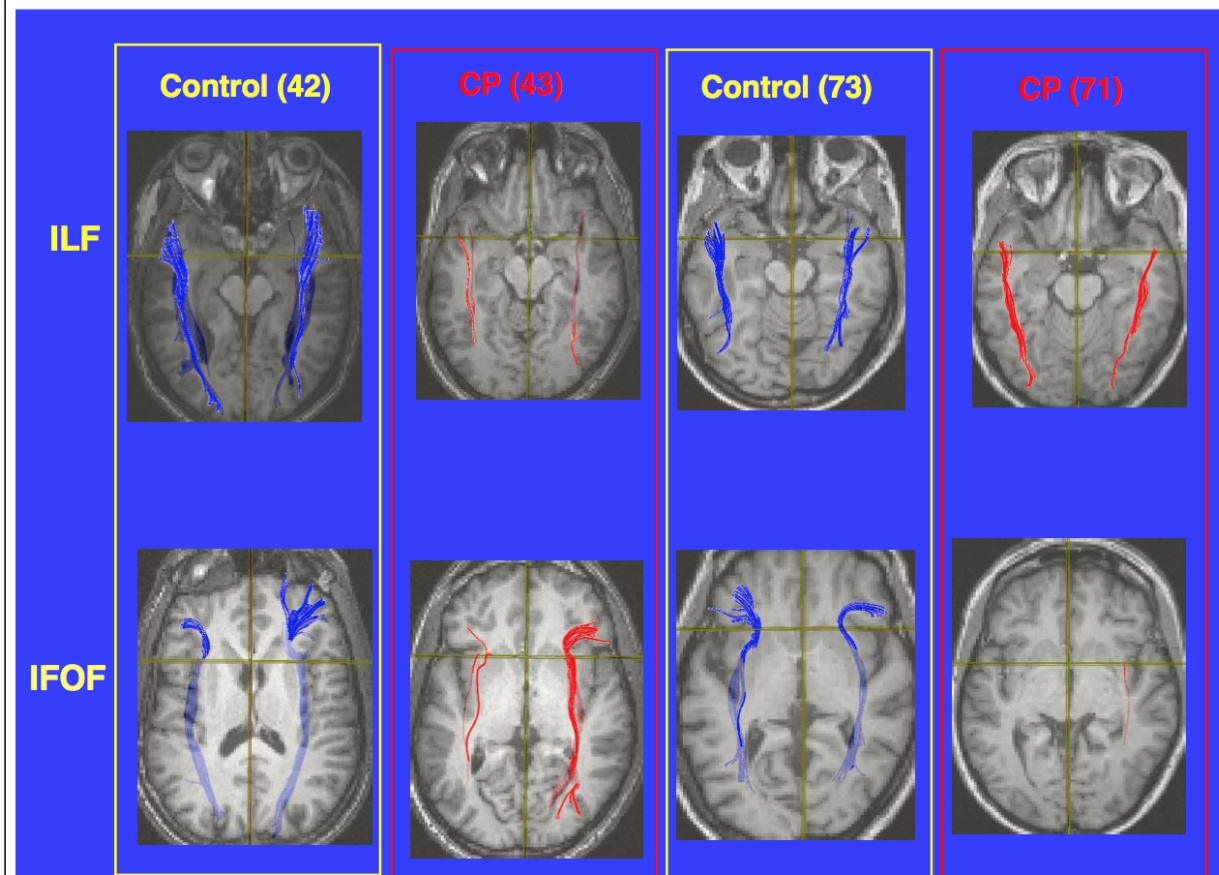 Control (42)
CP (43)
Control (73)
CP (71)
ILF
IFOF